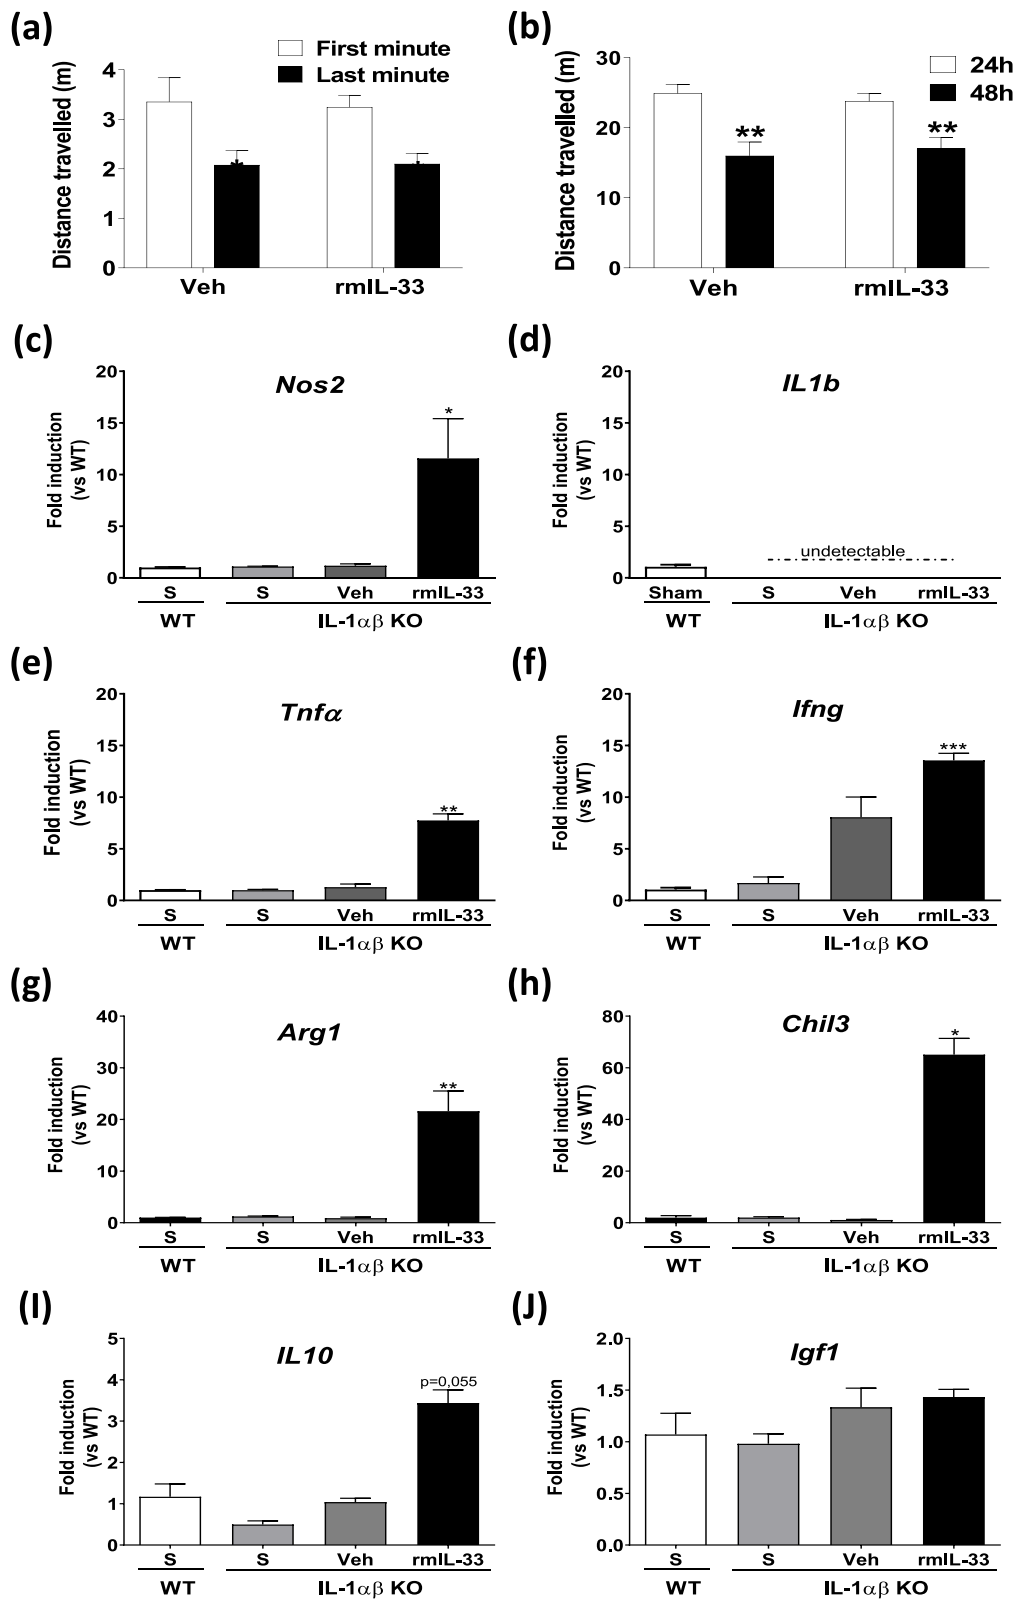 (a)
First minute
Last minute
Distance travelled (m)
4
3
2
1
0
*
*
Veh
rmIL-33
(b)
24h
48h
Distance travelled (m)
30
20
10
0
**
**
Veh
rmIL-33
(c)
Nos2
Fold induction
(vs WT)
20
15
10
5
0
*
S
S
Veh
rmIL-33
WT
IL-1αβ KO
(d)
IL1b
Fold induction
(vs WT)
20
15
10
5
0
undetectable
Sham
S
Veh
rmIL-33
WT
IL-1αβ KO
(e)
Tnfα
Fold induction
(vs WT)
20
15
10
5
0
**
S
S
Veh
rmIL-33
WT
IL-1αβ KO
(f)
Ifng
Fold induction
(vs WT)
20
15
10
5
0
***
S
S
Veh
rmIL-33
WT
IL-1αβ KO
(g)
Arg1
Fold induction
(vs WT)
40
30
20
10
0
**
S
S
Veh
rmIL-33
WT
IL-1αβ KO
(h)
Chil3
Fold induction
(vs WT)
80
60
40
20
0
*
S
S
Veh
rmIL-33
WT
IL-1αβ KO
(I)
IL10
Fold induction
(vs WT)
5
4
3
2
1
0
p=0,055
S
S
Veh
rmIL-33
WT
IL-1αβ KO
(J)
Igf1
Fold induction
(vs WT)
2.0
1.5
1.0
0.5
0.0
S
S
Veh
rmIL-33
WT
IL-1αβ KO